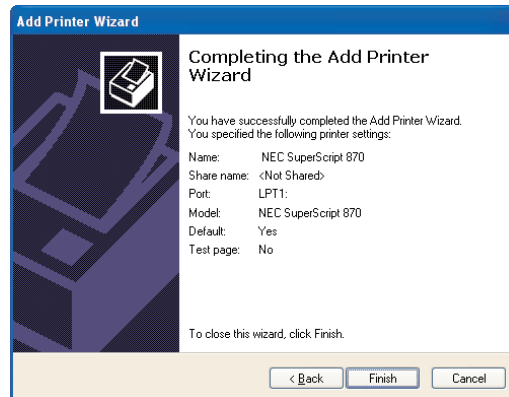 Add Printer Wizard
Completing the Add Printer
Wizard
You have successfully completed the Add Printer Wizard.
You specified the following printer settings:
Name: NEC SuperScript 870
Share name: <Not Shared>
Port: LPT1:
Model: NEC SuperScript 870
Default: Yes
Test page: No
To close this wizard, click Finish.
< Back Finish Cancel